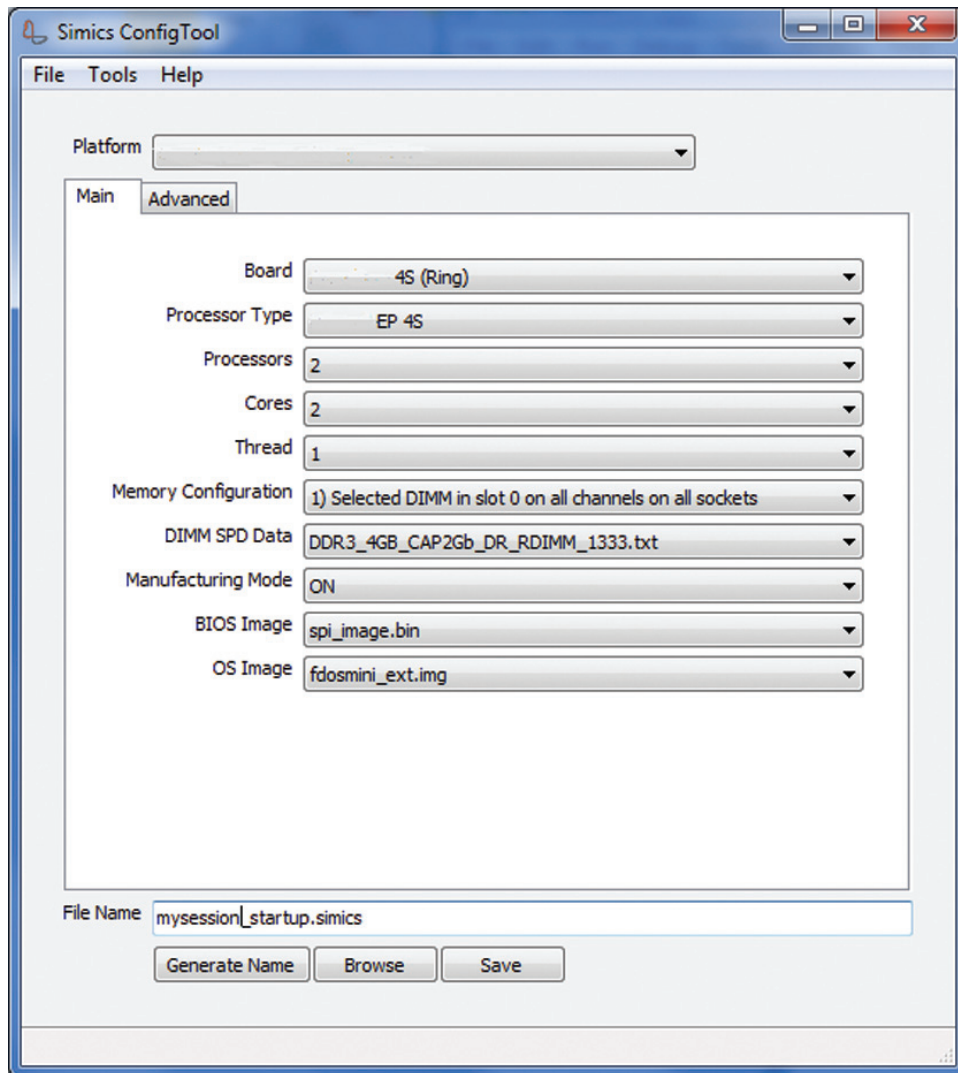 Simics ConfigTool
File Tools Help
Platform
Main Advanced
Board 4S (Ring)
Processor Type EP 4S
Processors 2
Cores 2
Thread 1
Memory Configuration 1) Selected DIMM in slot 0 on all channels on all sockets
DIMM SPD Data DDR3_4GB_CAP2Gb_DR_RDIMM_1333.txt
Manufacturing Mode ON
BIOS Image spi_image.bin
OS Image fdosmini_ext.img
File Name mysession_startup.simics
Generate Name Browse Save